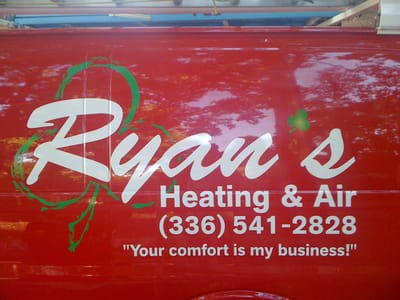 Ryan's
Heating & Air
(336) 541-2828
"Your comfort is my business!"